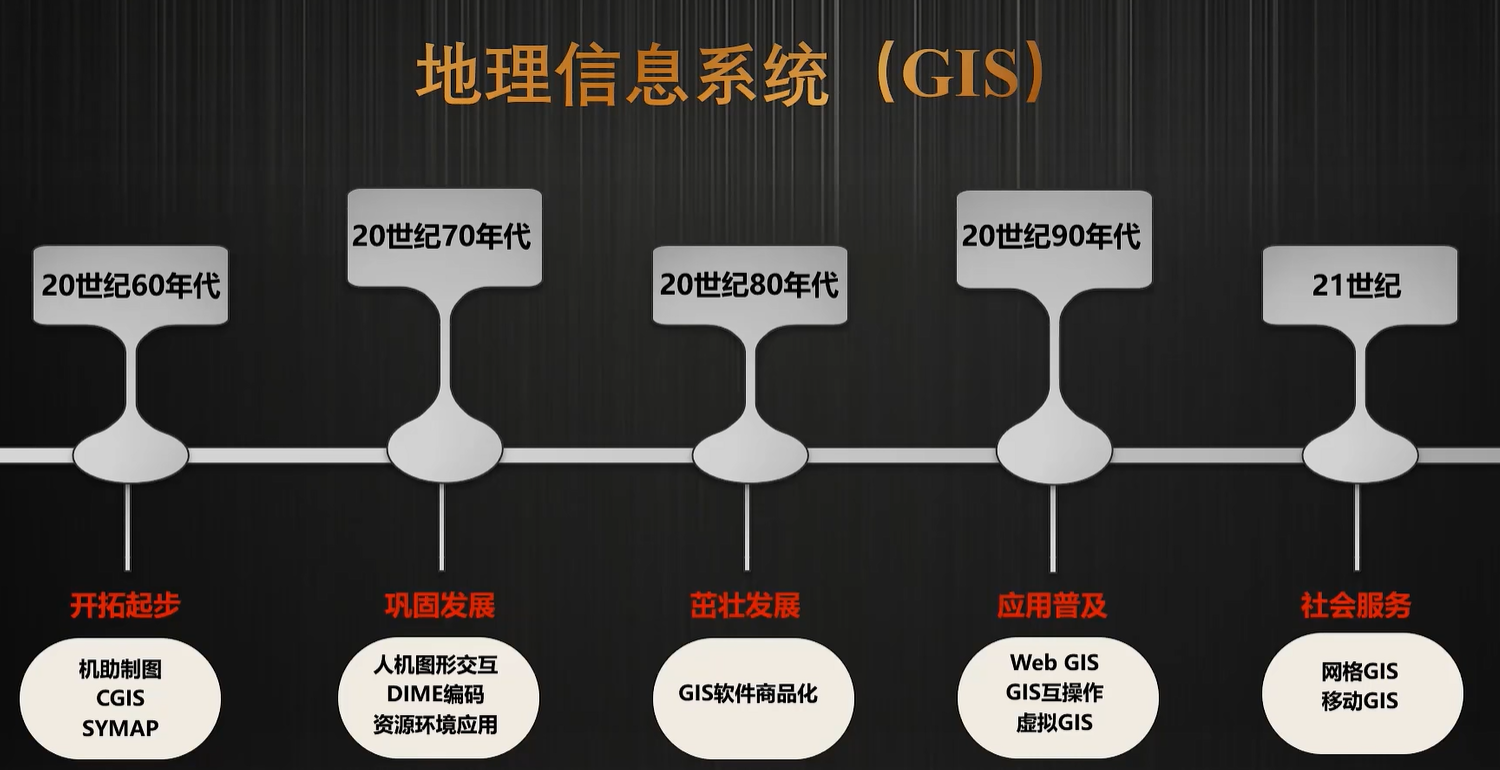 地理信息系统（GIS）
20世纪60年代
20世纪70年代
20世纪80年代
20世纪90年代
21世纪
开拓起步
巩固发展
茁壮发展
应用普及
社会服务
机助制图
CGIS
SYMAP
人机图形交互
DIME编码
资源环境应用
GIS软件商品化
Web GIS
GIS互操作
虚拟GIS
网格GIS
移动GIS